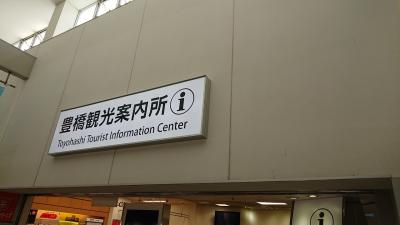 豊橋観光案内所
Toyohashi Tourist Information Center